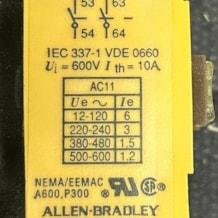 53 63
54 64
IEC 337-1 VDE 0660
Ui = 600V Ith = 10A
AC11
Ue ~ Ie
12-120 6
220-240 3
380-480 1.5
500-600 1.2
NEMA/EEMAC
A600,P300
ALLEN-BRADLEY